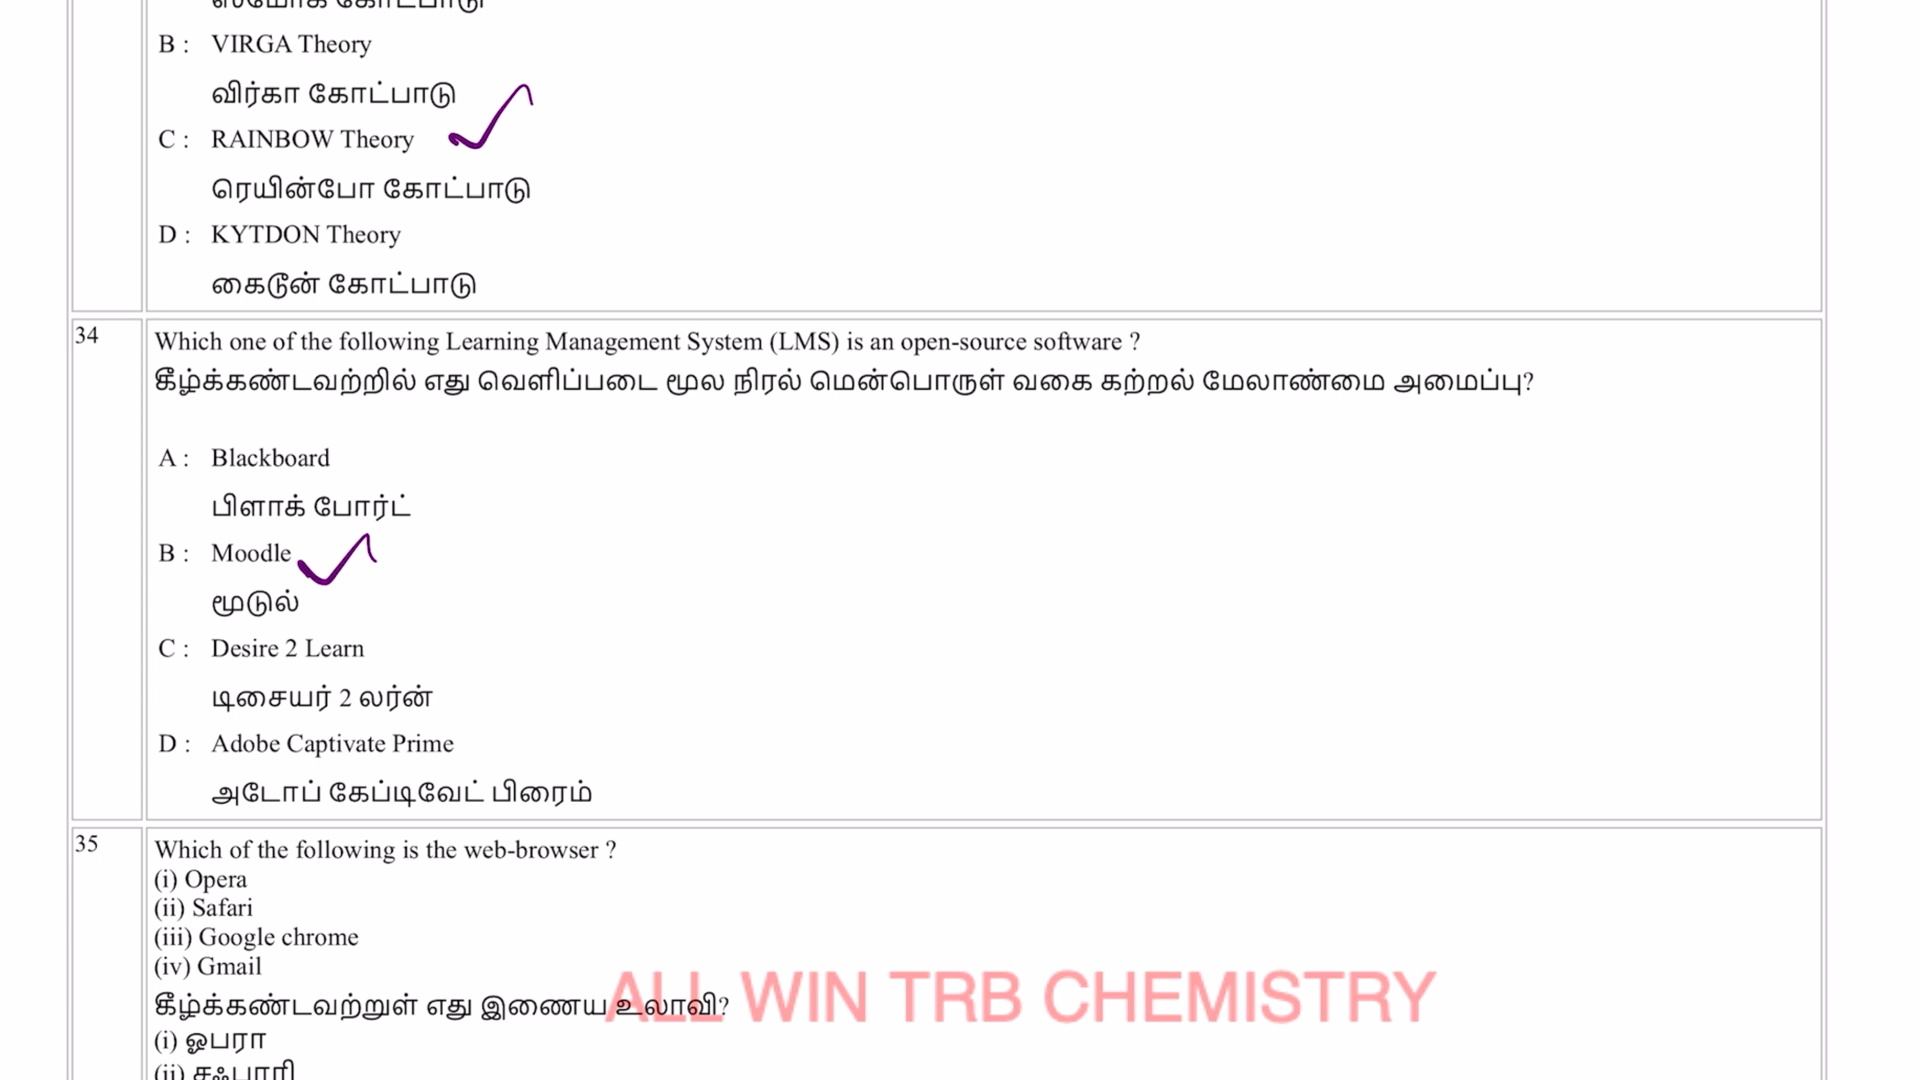 B : VIRGA Theory
விர்கா கோட்பாடு
C : RAINBOW Theory
ரெயின்போ கோட்பாடு
D : KYTDON Theory
கைடூன் கோட்பாடு
34
Which one of the following Learning Management System (LMS) is an open-source software ?
கீழ்க்கண்டவற்றில் எது வெளிப்படை மூல நிரல் மென்பொருள் வகை கற்றல் மேலாண்மை அமைப்பு?
A : Blackboard
பிளாக் போர்ட்
B : Moodle
மூடுல்
C : Desire 2 Learn
டிசையர் 2 லர்ன்
D : Adobe Captivate Prime
அடோப் கேப்டிவேட் பிரைம்
35
Which of the following is the web-browser ?
(i) Opera
(ii) Safari
(iii) Google chrome
(iv) Gmail
ALL WIN TRB CHEMISTRY
கீழ்க்கண்டவற்றுள் எது இணைய உலாவி?
(i) ஓபரா
(ii) சஃபாரி